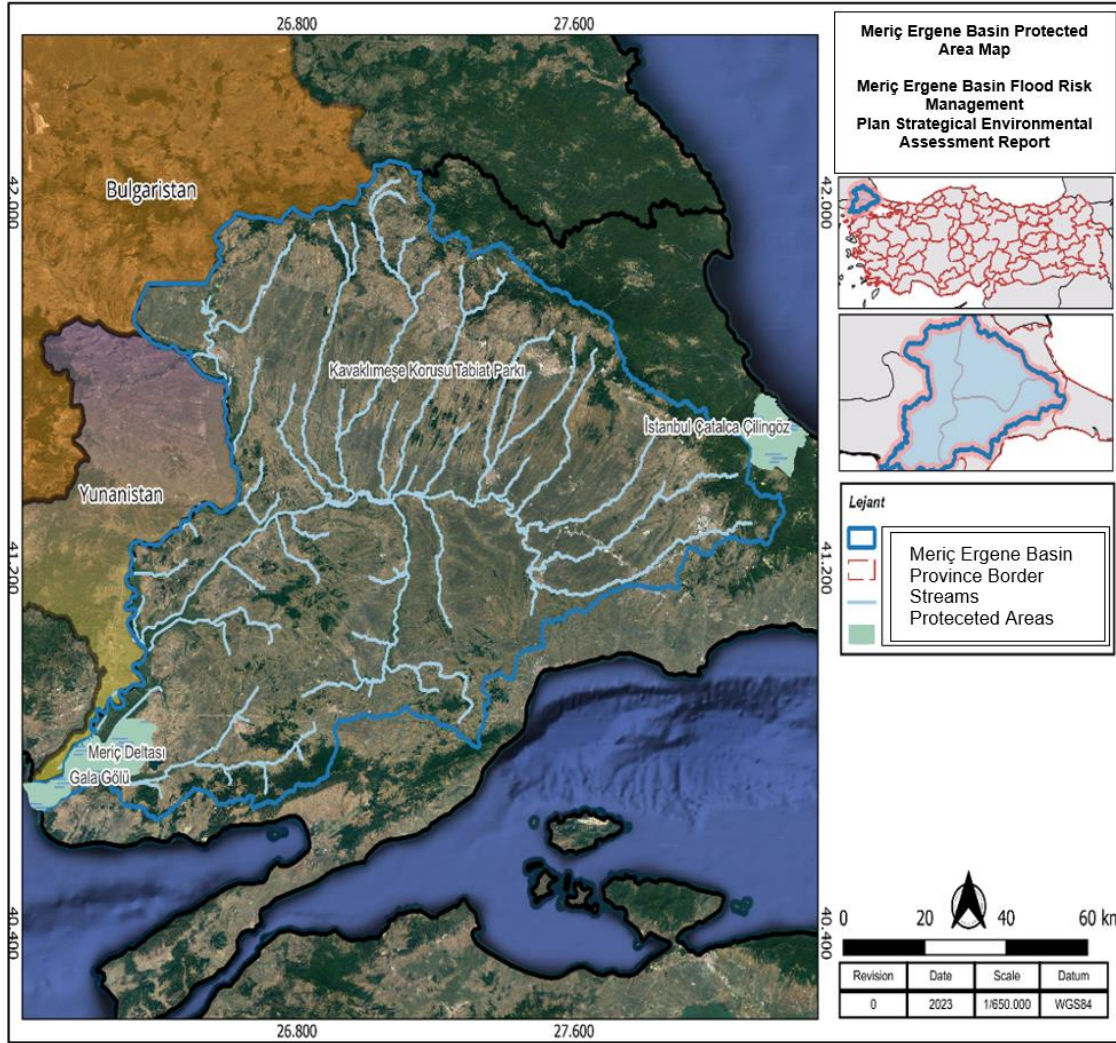 26.800
27.600
42.000
42.000
Bulgaristan
Kavaklımeşe Korusu Tabiat Parkı
İstanbul Çatalca Çilingöz
Yunanistan
41.200
41.200
Meriç Deltası
Gala Gölü
40.400
40.400
26.800
27.600
Meriç Ergene Basin Protected
Area Map
Meriç Ergene Basin Flood Risk
Management
Plan Strategical Environmental
Assessment Report
Lejant
Meriç Ergene Basin
Province Border
Streams
Proteceted Areas
0 20 40 60 km
Revision Date Scale Datum
0 2023 1/650.000 WGS84